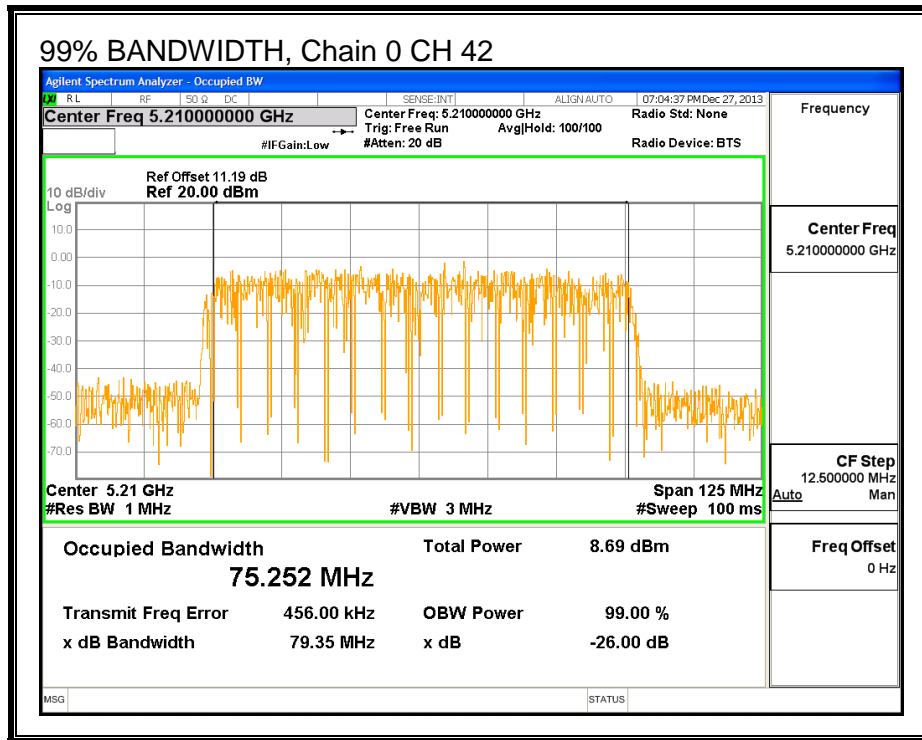 99% BANDWIDTH, Chain 0 CH 42
Agilent Spectrum Analyzer - Occupied BW
LXI RL RF 50 Ω DC SENSE:INT ALIGN AUTO 07:04:37 PM Dec 27, 2013
Center Freq 5.210000000 GHz
Center Freq: 5.210000000 GHz
Radio Std: None
Trig: Free Run
Avg|Hold: 100/100
#IFGain:Low
#Atten: 20 dB
Radio Device: BTS
Ref Offset 11.19 dB
10 dB/div
Ref 20.00 dBm
Log
10.0
0.00
-10.0
-20.0
-30.0
-40.0
-50.0
-60.0
-70.0
Center 5.21 GHz
Span 125 MHz
#Res BW 1 MHz
#VBW 3 MHz
#Sweep 100 ms
Occupied Bandwidth
75.252 MHz
Total Power 8.69 dBm
Transmit Freq Error 456.00 kHz
OBW Power 99.00 %
x dB Bandwidth 79.35 MHz
x dB -26.00 dB
MSG
STATUS
Frequency
Center Freq
5.210000000 GHz
CF Step
12.500000 MHz
Auto Man
Freq Offset
0 Hz